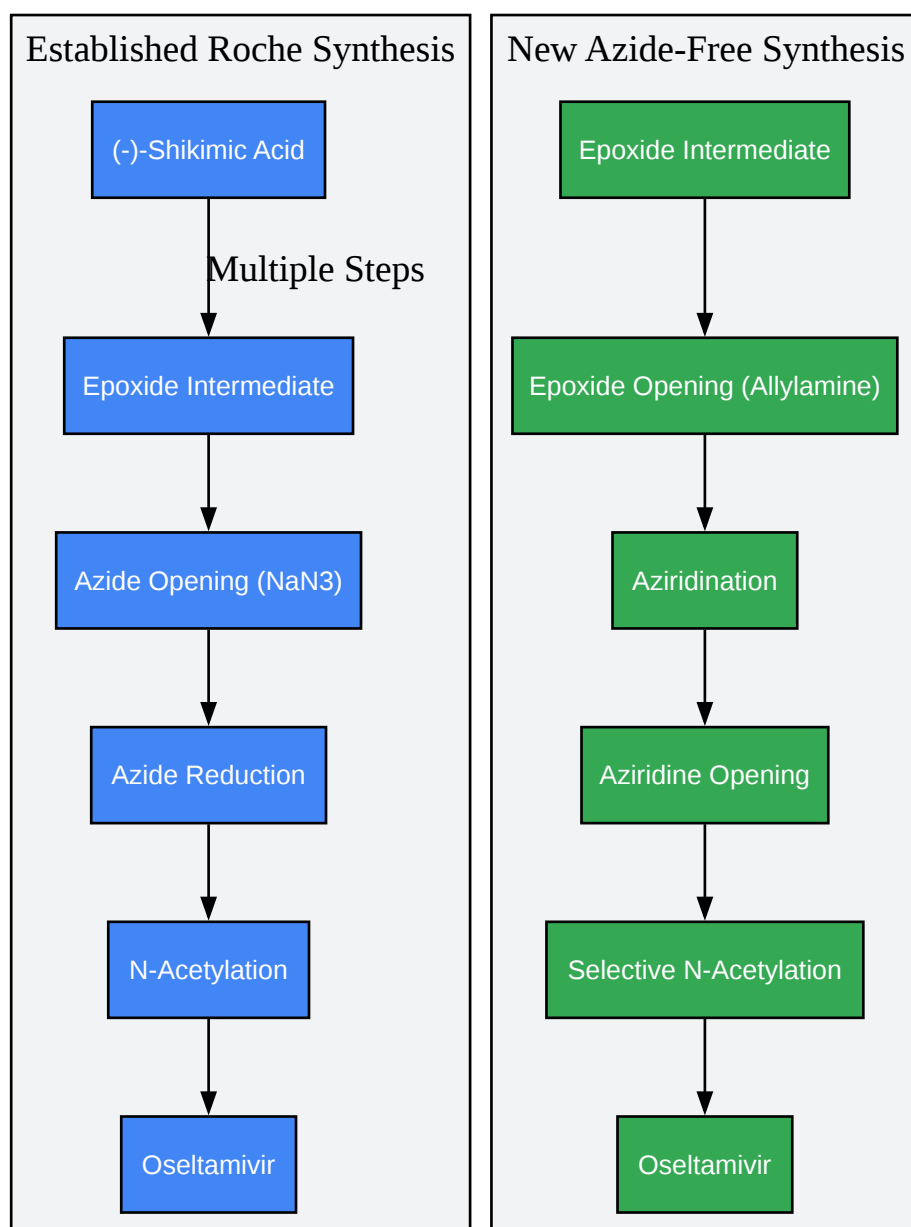 Established Roche Synthesis
(-)-Shikimic Acid
Multiple Steps
Epoxide Intermediate
Azide Opening (NaN3)
Azide Reduction
N-Acetylation
Oseltamivir
New Azide-Free Synthesis
Epoxide Intermediate
Epoxide Opening (Allylamine)
Aziridination
Aziridine Opening
Selective N-Acetylation
Oseltamivir